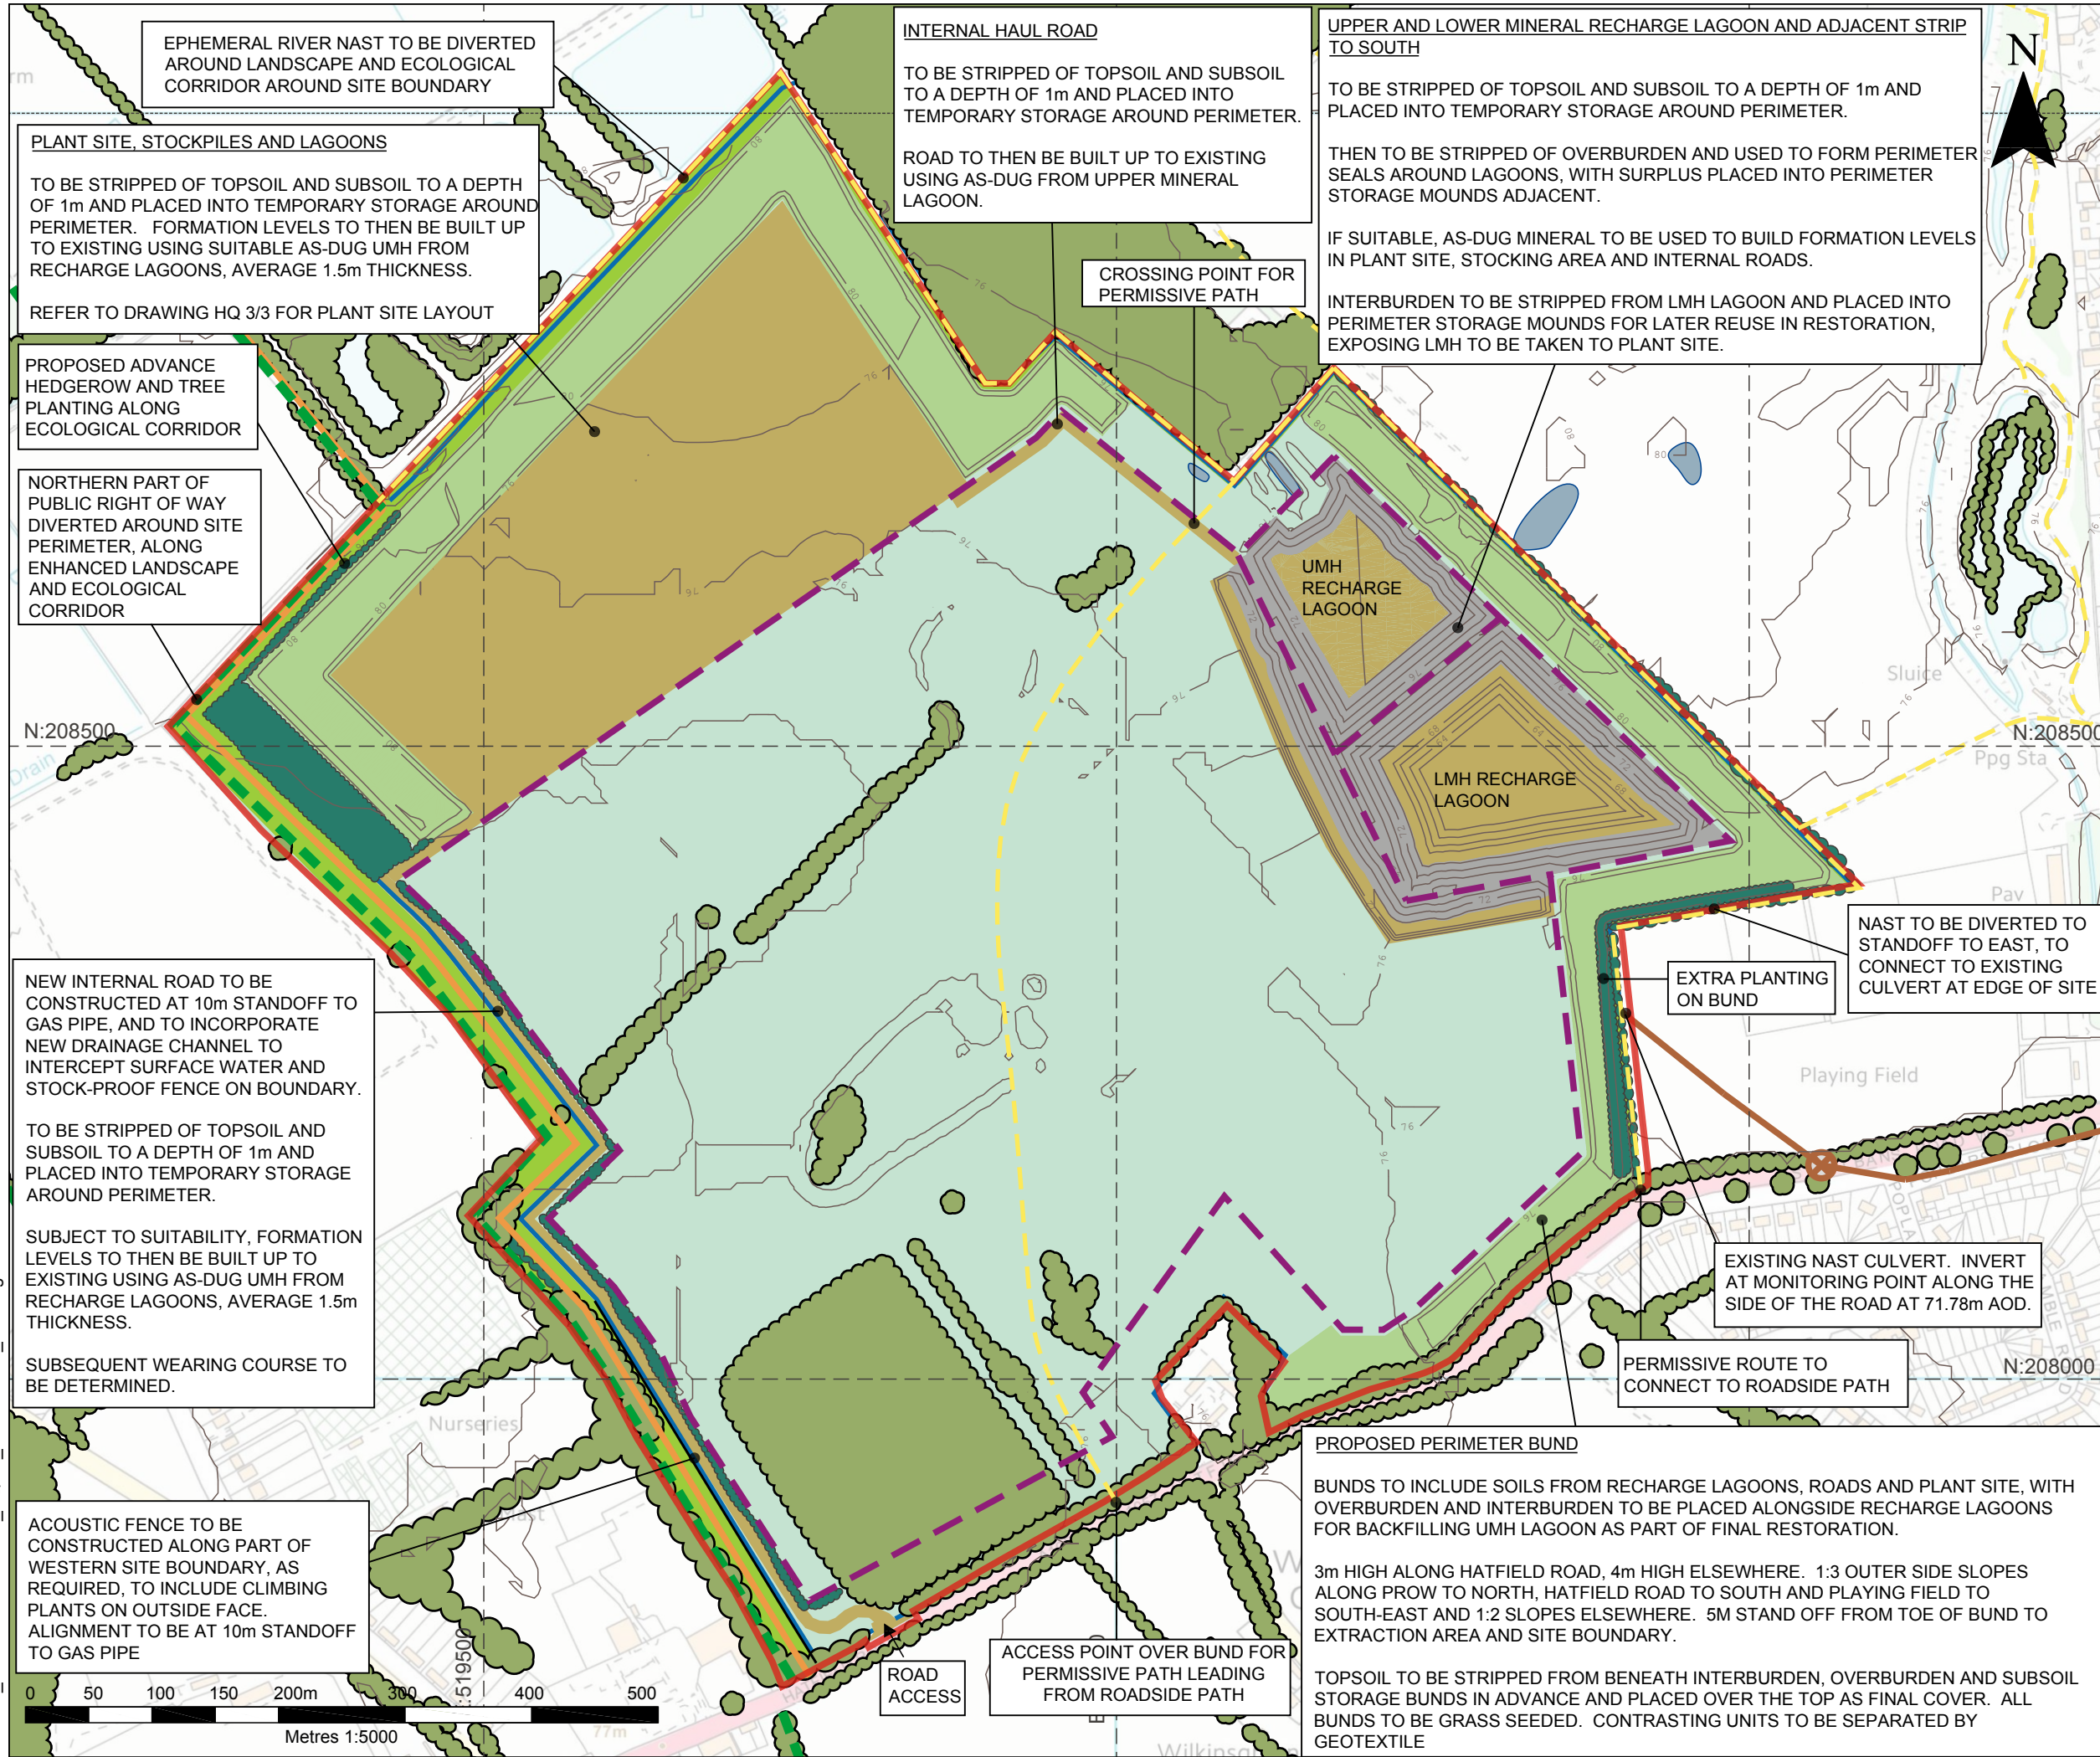 EPHEMERAL RIVER NAST TO BE DIVERTED
AROUND LANDSCAPE AND ECOLOGICAL
CORRIDOR AROUND SITE BOUNDARY
INTERNAL HAUL ROAD
TO BE STRIPPED OF TOPSOIL AND SUBSOIL
TO A DEPTH OF 1m AND PLACED INTO
TEMPORARY STORAGE AROUND PERIMETER.
ROAD TO THEN BE BUILT UP TO EXISTING
USING AS-DUG FROM UPPER MINERAL
LAGOON.
UPPER AND LOWER MINERAL RECHARGE LAGOON AND ADJACENT STRIP
TO SOUTH
TO BE STRIPPED OF TOPSOIL AND SUBSOIL TO A DEPTH OF 1m AND
PLACED INTO TEMPORARY STORAGE AROUND PERIMETER.
THEN TO BE STRIPPED OF OVERBURDEN AND USED TO FORM PERIMETER
SEALS AROUND LAGOONS, WITH SURPLUS PLACED INTO PERIMETER
STORAGE MOUNDS ADJACENT.
IF SUITABLE, AS-DUG MINERAL TO BE USED TO BUILD FORMATION LEVELS
IN PLANT SITE, STOCKING AREA AND INTERNAL ROADS.
INTERBURDEN TO BE STRIPPED FROM LMH LAGOON AND PLACED INTO
PERIMETER STORAGE MOUNDS FOR LATER REUSE IN RESTORATION,
EXPOSING LMH TO BE TAKEN TO PLANT SITE.
N
PLANT SITE, STOCKPILES AND LAGOONS
TO BE STRIPPED OF TOPSOIL AND SUBSOIL TO A DEPTH
OF 1m AND PLACED INTO TEMPORARY STORAGE AROUND
PERIMETER. FORMATION LEVELS TO THEN BE BUILT UP
TO EXISTING USING SUITABLE AS-DUG UMH FROM
RECHARGE LAGOONS, AVERAGE 1.5m THICKNESS.
REFER TO DRAWING HQ 3/3 FOR PLANT SITE LAYOUT
CROSSING POINT FOR
PERMISSIVE PATH
PROPOSED ADVANCE
HEDGEROW AND TREE
PLANTING ALONG
ECOLOGICAL CORRIDOR
NORTHERN PART OF
PUBLIC RIGHT OF WAY
DIVERTED AROUND SITE
PERIMETER, ALONG
ENHANCED LANDSCAPE
AND ECOLOGICAL
CORRIDOR
UMH
RECHARGE
LAGOON
LMH RECHARGE
LAGOON
Sluice
N:208500
N:208500
Drain
Ppg Sta
Pav
NAST TO BE DIVERTED TO
STANDOFF TO EAST, TO
CONNECT TO EXISTING
CULVERT AT EDGE OF SITE
EXTRA PLANTING
ON BUND
Playing Field
NEW INTERNAL ROAD TO BE
CONSTRUCTED AT 10m STANDOFF TO
GAS PIPE, AND TO INCORPORATE
NEW DRAINAGE CHANNEL TO
INTERCEPT SURFACE WATER AND
STOCK-PROOF FENCE ON BOUNDARY.
TO BE STRIPPED OF TOPSOIL AND
SUBSOIL TO A DEPTH OF 1m AND
PLACED INTO TEMPORARY STORAGE
AROUND PERIMETER.
SUBJECT TO SUITABILITY, FORMATION
LEVELS TO THEN BE BUILT UP TO
EXISTING USING AS-DUG UMH FROM
RECHARGE LAGOONS, AVERAGE 1.5m
THICKNESS.
SUBSEQUENT WEARING COURSE TO
BE DETERMINED.
EXISTING NAST CULVERT. INVERT
AT MONITORING POINT ALONG THE
SIDE OF THE ROAD AT 71.78m AOD.
PERMISSIVE ROUTE TO
CONNECT TO ROADSIDE PATH
N:208000
Nurseries
PROPOSED PERIMETER BUND
BUNDS TO INCLUDE SOILS FROM RECHARGE LAGOONS, ROADS AND PLANT SITE, WITH
OVERBURDEN AND INTERBURDEN TO BE PLACED ALONGSIDE RECHARGE LAGOONS
FOR BACKFILLING UMH LAGOON AS PART OF FINAL RESTORATION.
3m HIGH ALONG HATFIELD ROAD, 4m HIGH ELSEWHERE. 1:3 OUTER SIDE SLOPES
ALONG PROW TO NORTH, HATFIELD ROAD TO SOUTH AND PLAYING FIELD TO
SOUTH-EAST AND 1:2 SLOPES ELSEWHERE. 5M STAND OFF FROM TOE OF BUND TO
EXTRACTION AREA AND SITE BOUNDARY.
TOPSOIL TO BE STRIPPED FROM BENEATH INTERBURDEN, OVERBURDEN AND SUBSOIL
STORAGE BUNDS IN ADVANCE AND PLACED OVER THE TOP AS FINAL COVER. ALL
BUNDS TO BE GRASS SEEDED. CONTRASTING UNITS TO BE SEPARATED BY
GEOTEXTILE
ACOUSTIC FENCE TO BE
CONSTRUCTED ALONG PART OF
WESTERN SITE BOUNDARY, AS
REQUIRED, TO INCLUDE CLIMBING
PLANTS ON OUTSIDE FACE.
ALIGNMENT TO BE AT 10m STANDOFF
TO GAS PIPE
:519500
ROAD
ACCESS
ACCESS POINT OVER BUND FOR
PERMISSIVE PATH LEADING
FROM ROADSIDE PATH
0 50 100 150 200m 300 400 500
Metres 1:5000
77m